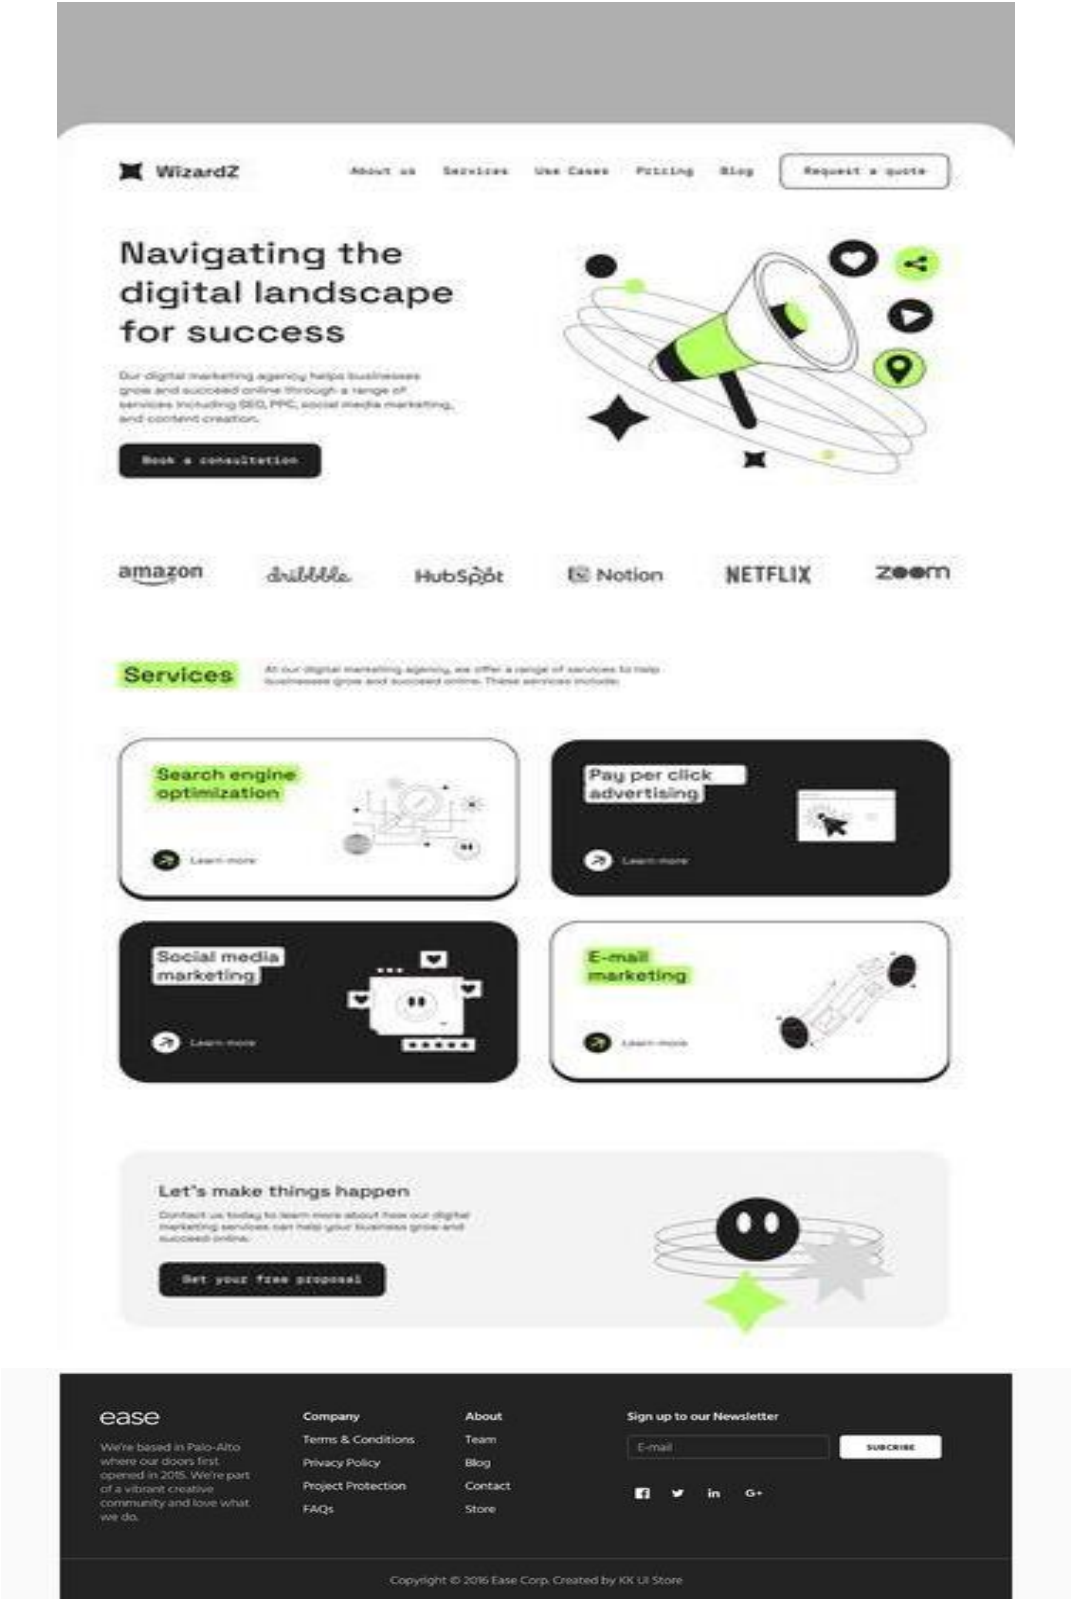 WizardZ
About us Services Use Cases Pricing Blog Request a quote
Navigating the
digital landscape
for success
Our digital marketing agency helps businesses
grow and succeed online through a range of
services including SEO, PPC, social media marketing,
and content creation.
Book a consultation
amazon dribbble HubSpot Notion NETFLIX zoom
Services
At our digital marketing agency, we offer a range of services to help
businesses grow and succeed online. These services include:
Search engine
optimization
Learn more
Pay per click
advertising
Learn more
Social media
marketing
Learn more
E-mail
marketing
Learn more
Let's make things happen
Contact us today to learn more about how our digital
marketing services can help your business grow and
succeed online.
Get your free proposal
ease
We're based in Palo-Alto
where our doors first
opened in 2015. We're part
of a vibrant creative
community and love what
we do.
Company
Terms & Conditions
Privacy Policy
Project Protection
FAQs
About
Team
Blog
Contact
Store
Sign up to our Newsletter
E-mail
SUBCRIBE
G+
Copyright © 2016 Ease Corp. Created by KK UI Store